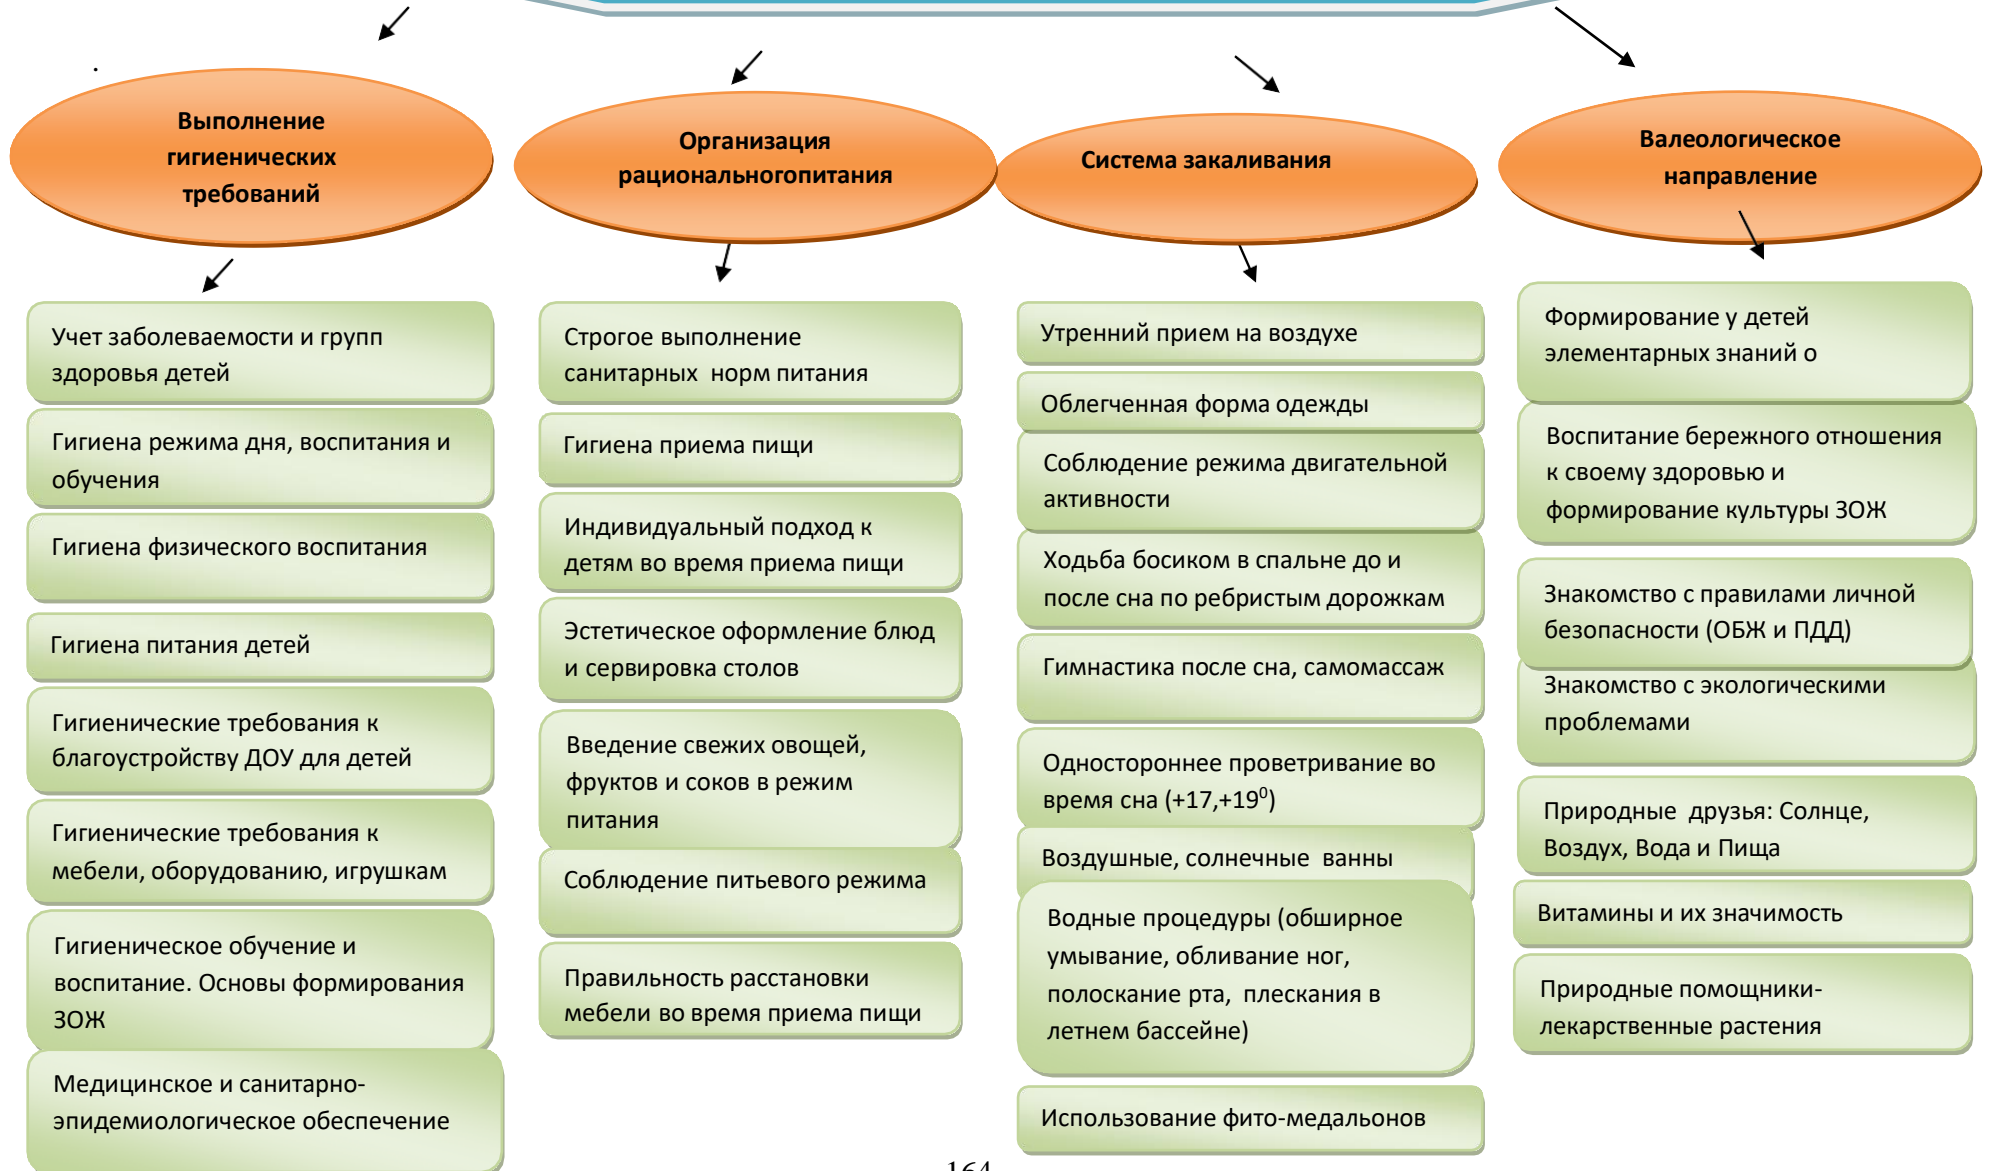 Выполнение
гигиенических
требований
Учет заболеваемости и групп
здоровья детей
Гигиена режима дня, воспитания и
обучения
Гигиена физического воспитания
Гигиена питания детей
Гигиенические требования к
благоустройству ДОУ для детей
Гигиенические требования к
мебели, оборудованию, игрушкам
Гигиеническое обучение и
воспитание. Основы формирования
ЗОЖ
Медицинское и санитарно-
эпидемиологическое обеспечение
Организация
рациональногопитания
Строгое выполнение
санитарных  норм питания
Гигиена приема пищи
Индивидуальный подход к
детям во время приема пищи
Эстетическое оформление блюд
и сервировка столов
Введение свежих овощей,
фруктов и соков в режим
питания
Соблюдение питьевого режима
Правильность расстановки
мебели во время приема пищи
Система закаливания
Утренний прием на воздухе
Облегченная форма одежды
Соблюдение режима двигательной
активности
Ходьба босиком в спальне до и
после сна по ребристым дорожкам
Гимнастика после сна, самомассаж
Одностороннее проветривание во
время сна (+17,+19⁰)
Воздушные, солнечные  ванны
Водные процедуры (обширное
умывание, обливание ног,
полоскание рта,  плескания в
летнем бассейне)
Использование фито-медальонов
Валеологическое
направление
Формирование у детей
элементарных знаний о
Воспитание бережного отношения
к своему здоровью и
формирование культуры ЗОЖ
Знакомство с правилами личной
безопасности (ОБЖ и ПДД)
Знакомство с экологическими
проблемами
Природные  друзья: Солнце,
Воздух, Вода и Пища
Витамины и их значимость
Природные помощники-
лекарственные растения
164